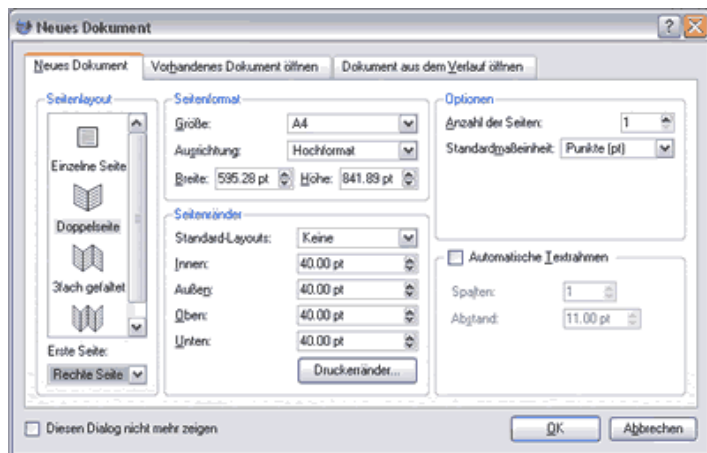 Neues Dokument
Neues Dokument
Vorhandenes Dokument öffnen
Dokument aus dem Verlauf öffnen
Seitenlayout
Einzelne Seite
Doppelseite
3fach gefaltet
Erste Seite:
Rechte Seite
Seitenformat
Größe: A4
Ausrichtung: Hochformat
Breite: 595.28 pt Höhe: 841.89 pt
Seitenränder
Standard-Layouts: Keine
Innen: 40.00 pt
Außen: 40.00 pt
Oben: 40.00 pt
Unten: 40.00 pt
Druckerränder...
Optionen
Anzahl der Seiten: 1
Standardmaßeinheit: Punkte (pt)
Automatische Textrahmen
Spalten: 1
Abstand: 11.00 pt
Diesen Dialog nicht mehr zeigen
OK
Abbrechen